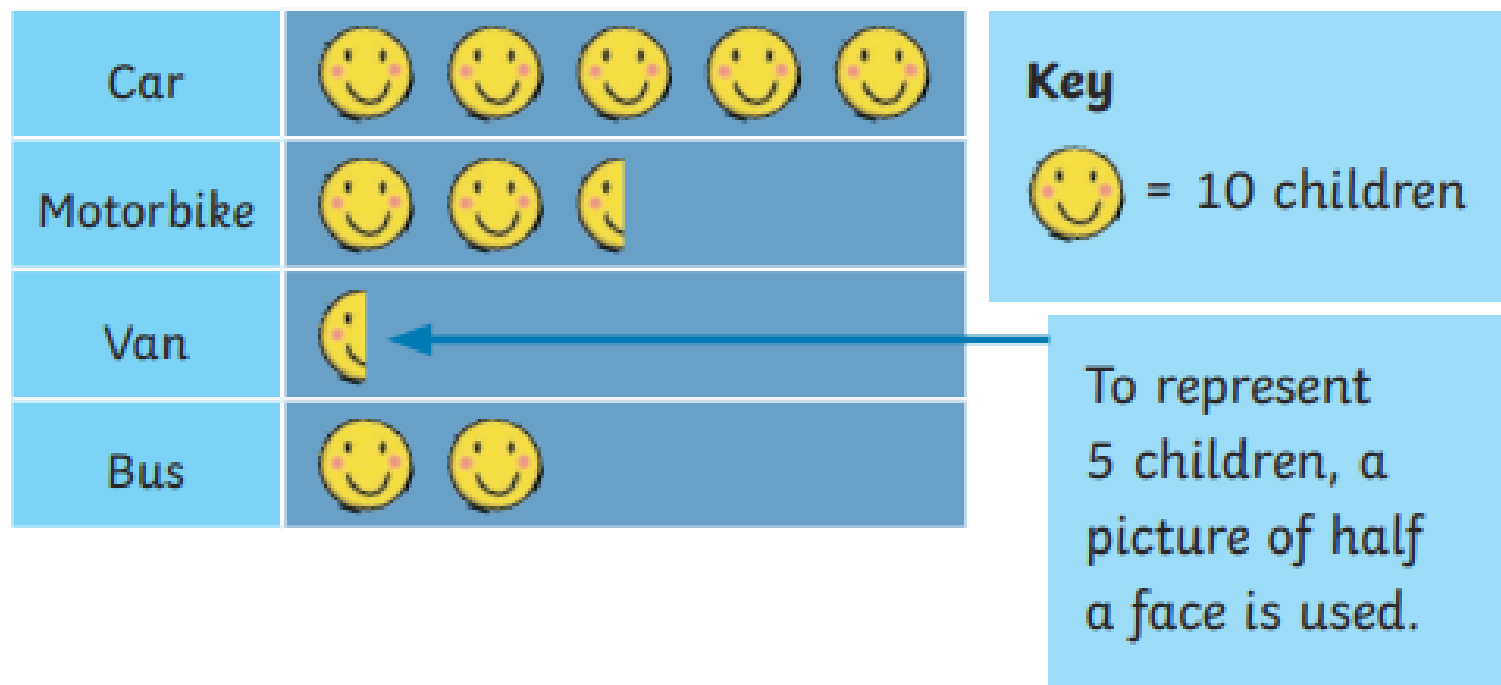 Car
Motorbike
Van
Bus
Key
= 10 children
To represent
5 children, a
picture of half
a face is used.